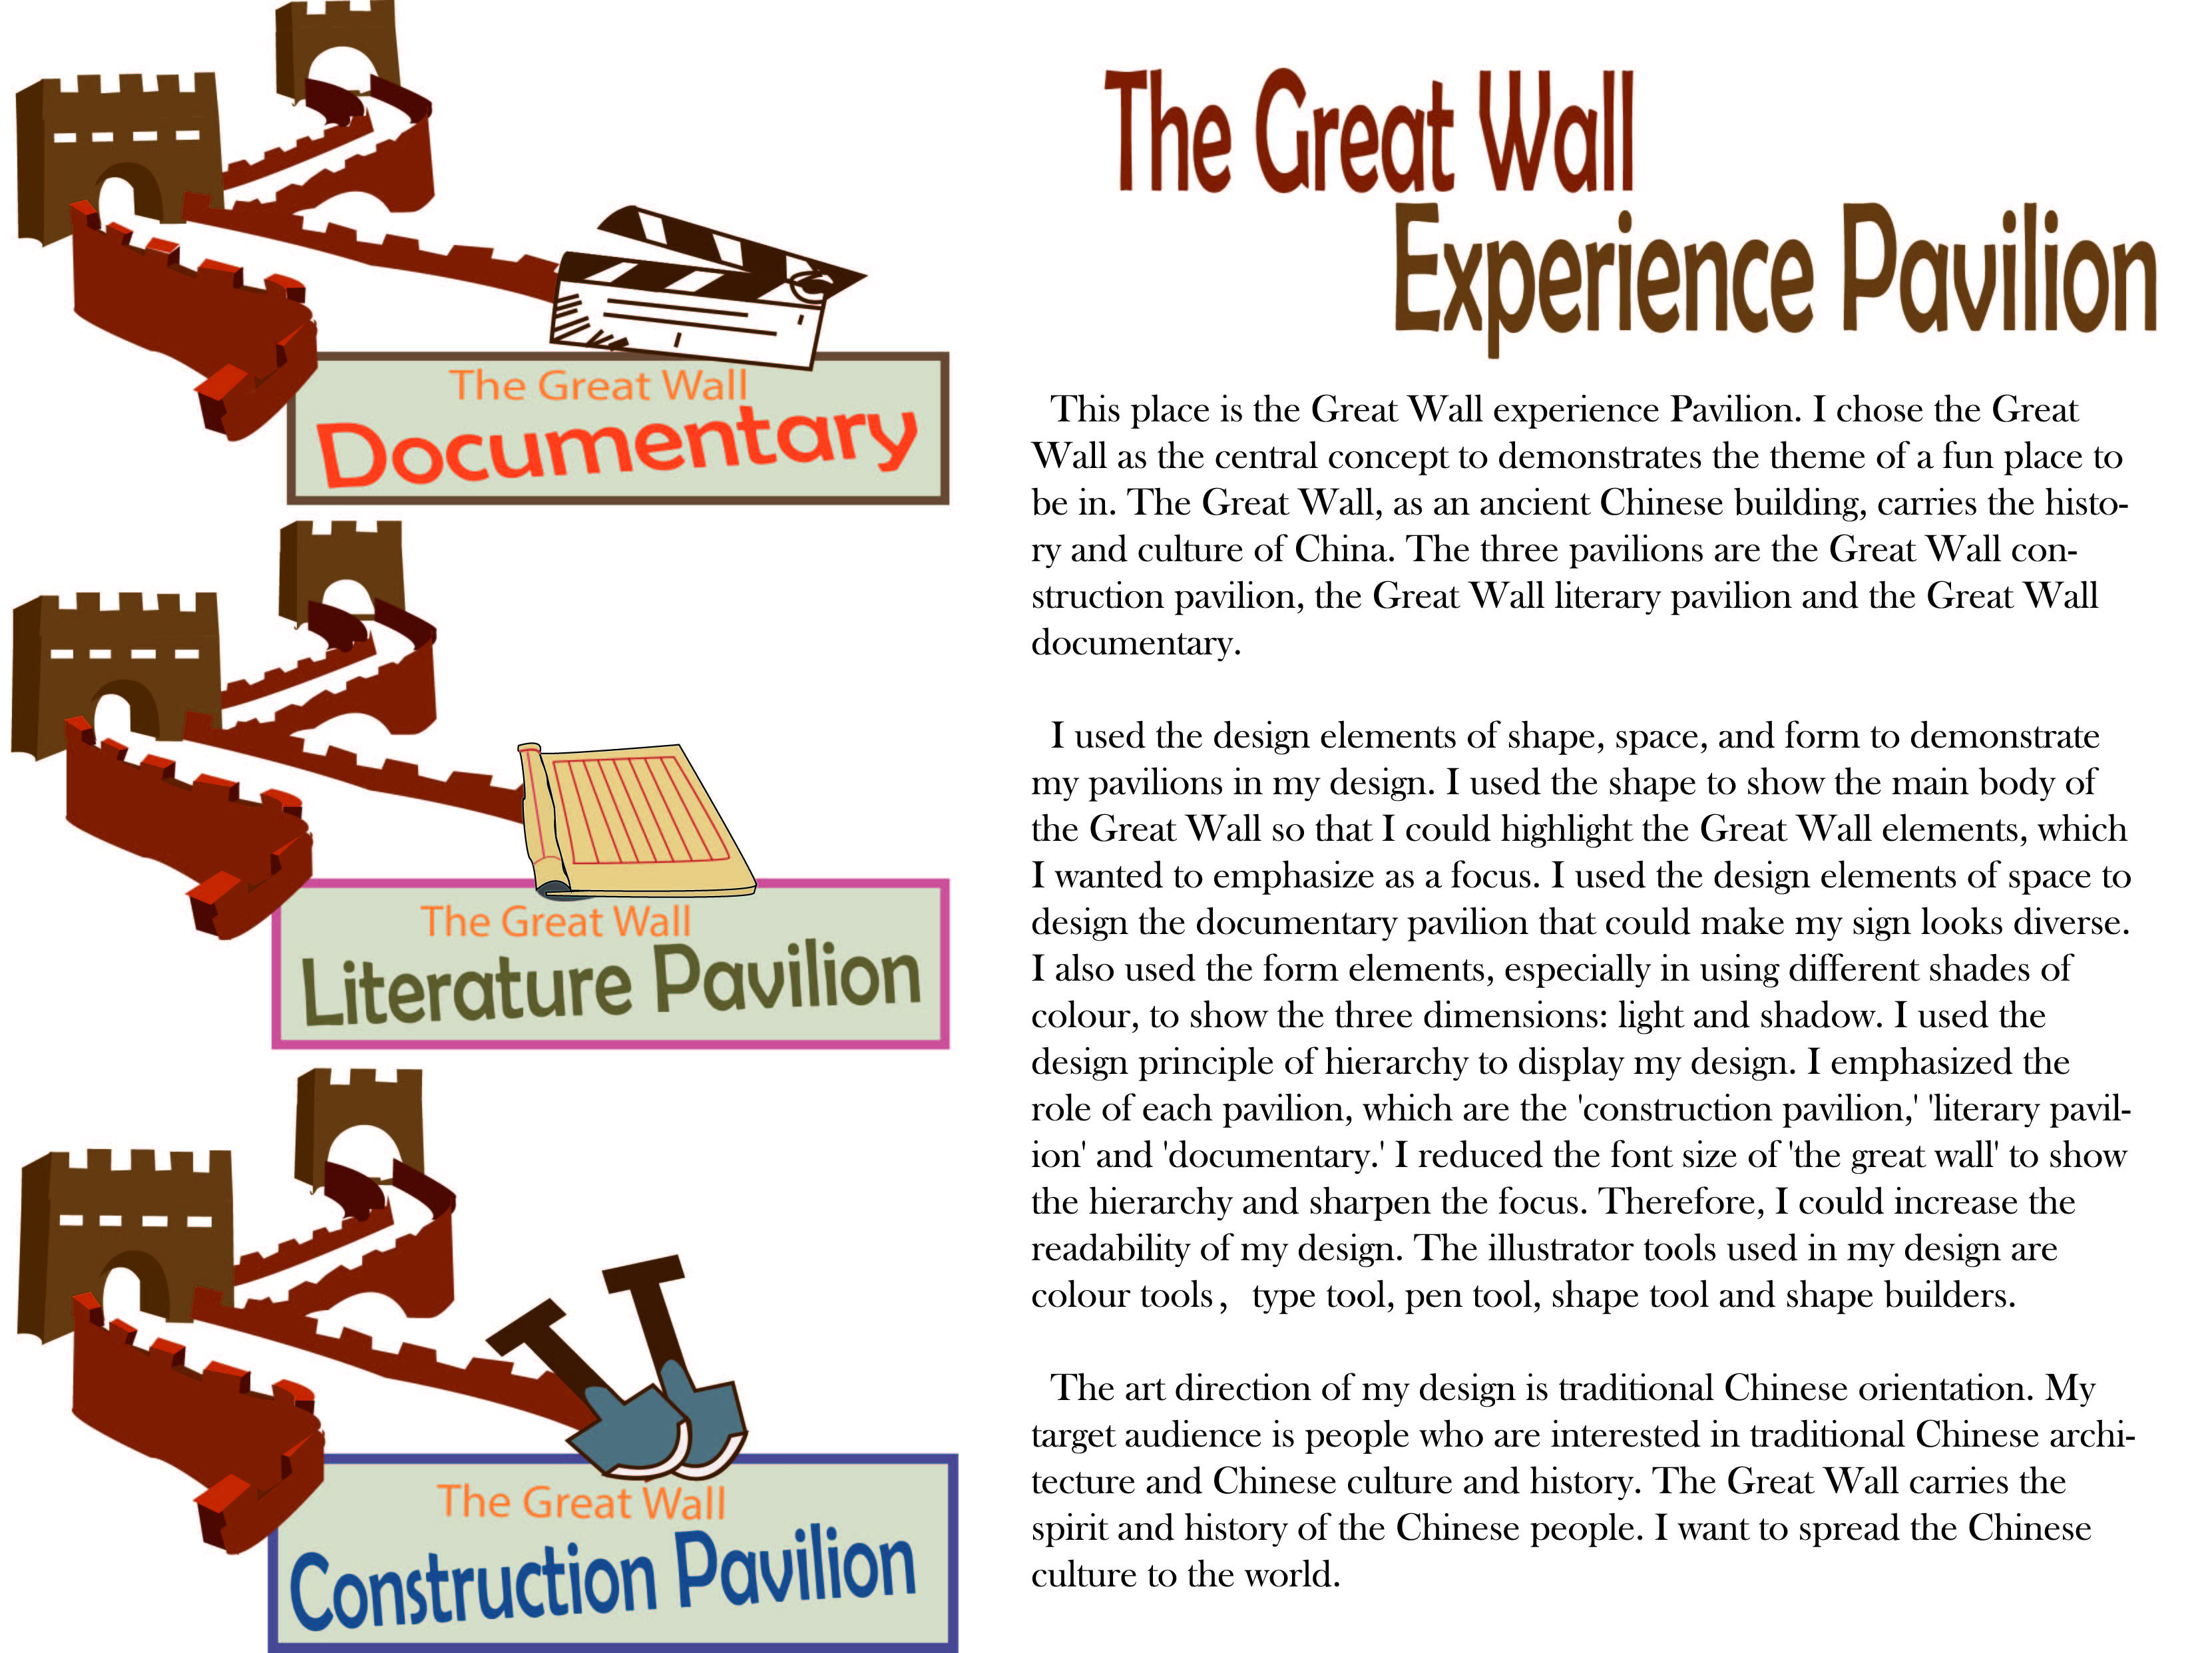 The Great Wall
Documentary
The Great Wall
Literature Pavilion
The Great Wall
Construction Pavilion
The Great Wall
Experience Pavilion
This place is the Great Wall experience Pavilion. I chose the Great
Wall as the central concept to demonstrates the theme of a fun place to
be in. The Great Wall, as an ancient Chinese building, carries the histo-
ry and culture of China. The three pavilions are the Great Wall con-
struction pavilion, the Great Wall literary pavilion and the Great Wall
documentary.
I used the design elements of shape, space, and form to demonstrate
my pavilions in my design. I used the shape to show the main body of
the Great Wall so that I could highlight the Great Wall elements, which
I wanted to emphasize as a focus. I used the design elements of space to
design the documentary pavilion that could make my sign looks diverse.
I also used the form elements, especially in using different shades of
colour, to show the three dimensions: light and shadow. I used the
design principle of hierarchy to display my design. I emphasized the
role of each pavilion, which are the 'construction pavilion,' 'literary pavil-
ion' and 'documentary.' I reduced the font size of 'the great wall' to show
the hierarchy and sharpen the focus. Therefore, I could increase the
readability of my design. The illustrator tools used in my design are
colour tools，type tool, pen tool, shape tool and shape builders.
The art direction of my design is traditional Chinese orientation. My
target audience is people who are interested in traditional Chinese archi-
tecture and Chinese culture and history. The Great Wall carries the
spirit and history of the Chinese people. I want to spread the Chinese
culture to the world.